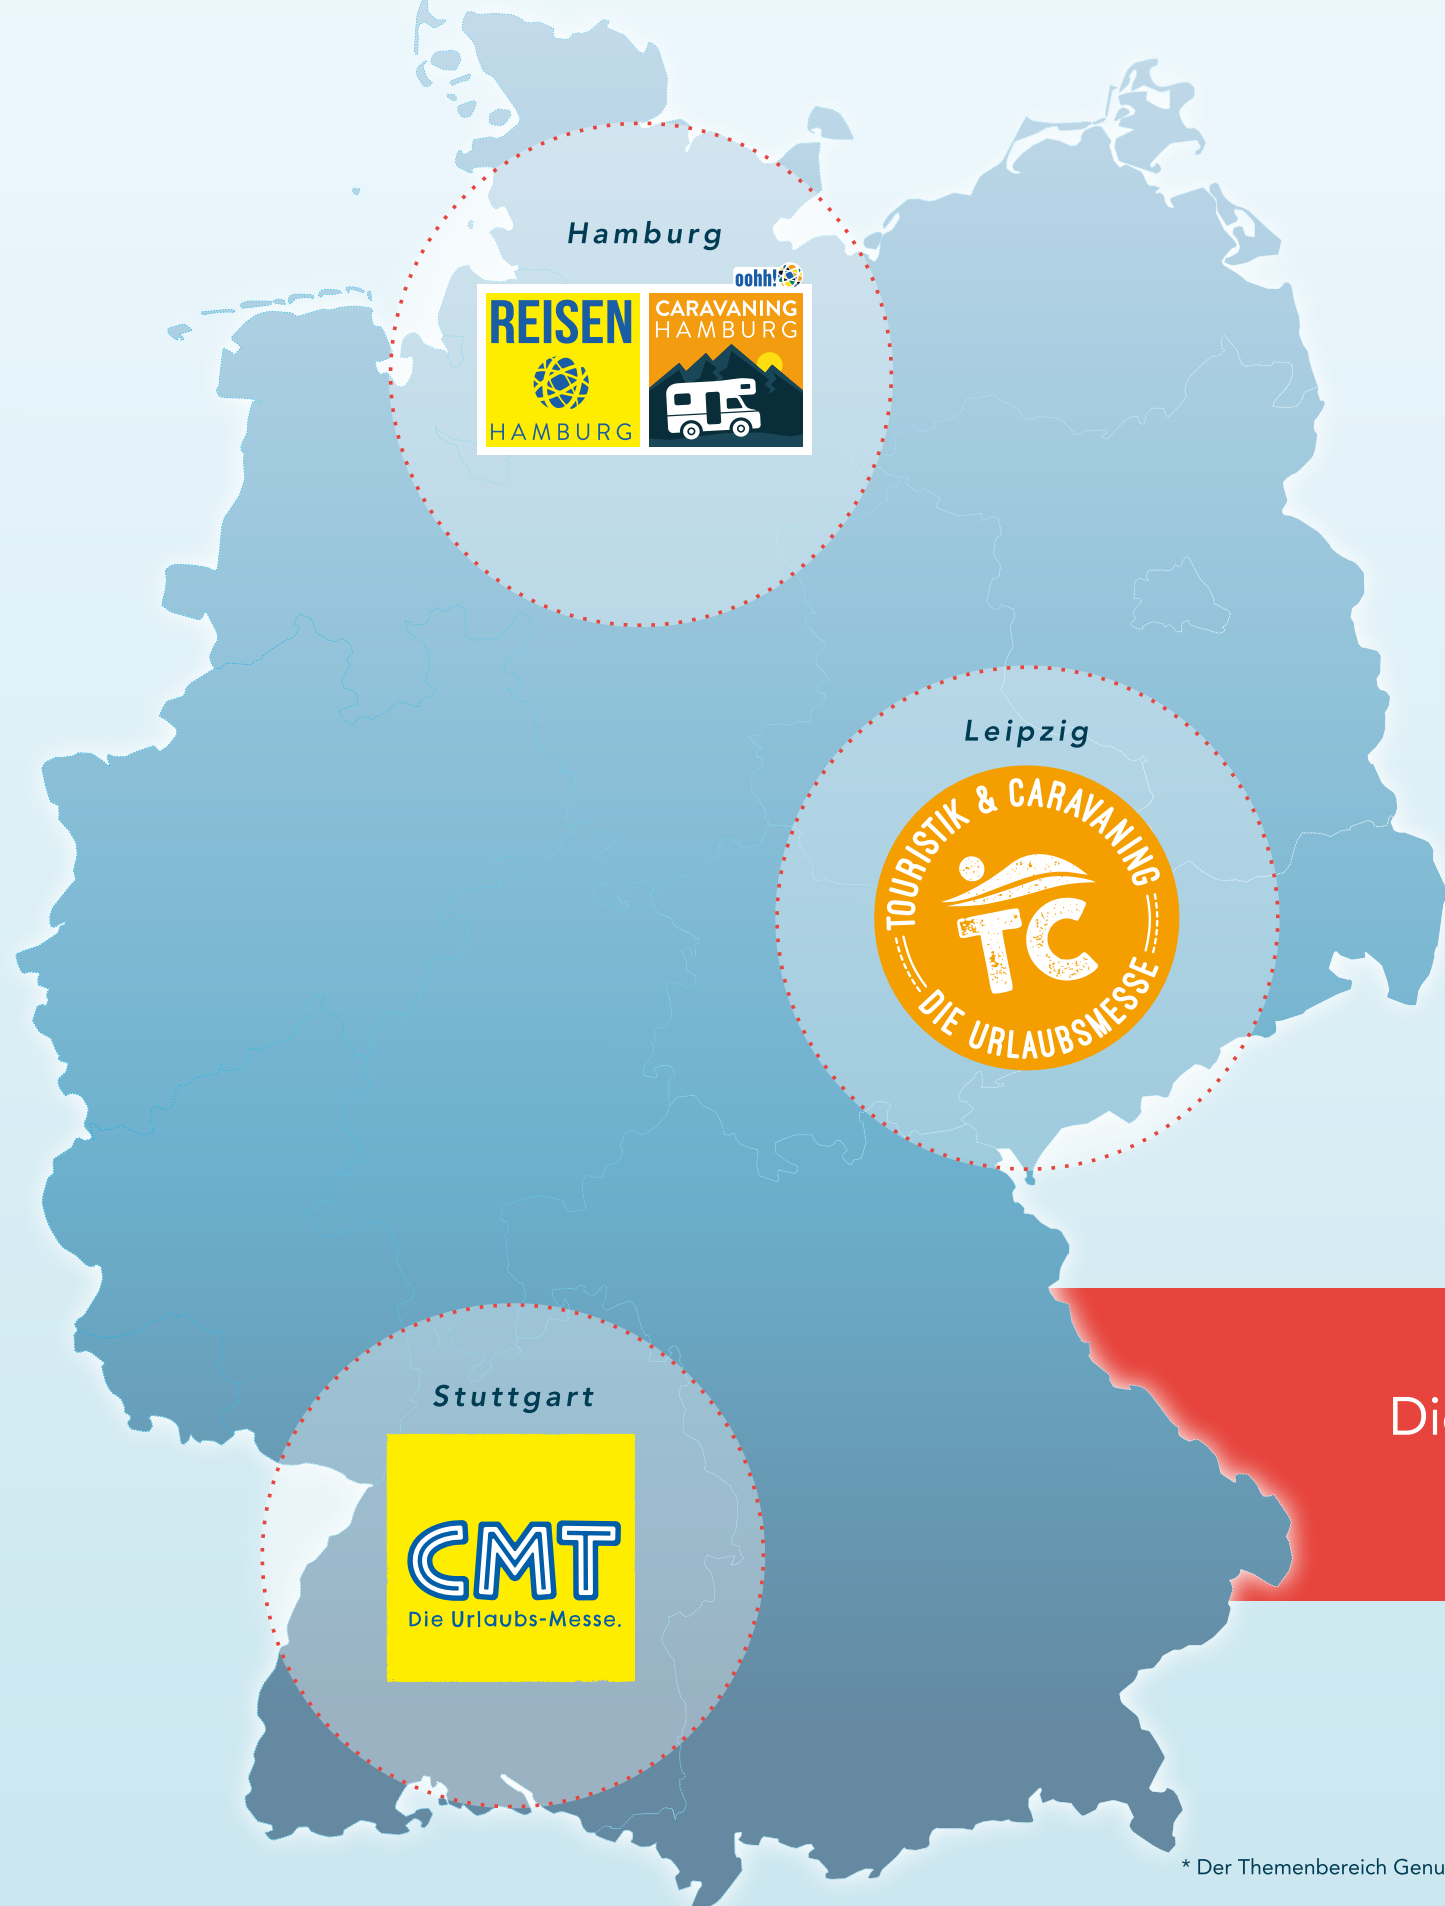 Hamburg
oohh!
REISEN
HAMBURG
CARAVANING
HAMBURG
Leipzig
TOURISTIK & CARAVANING
TC
DIE URLAUBSMESSE
Di
Stuttgart
CMT
Die Urlaubs-Messe.
* Der Themenbereich Genu